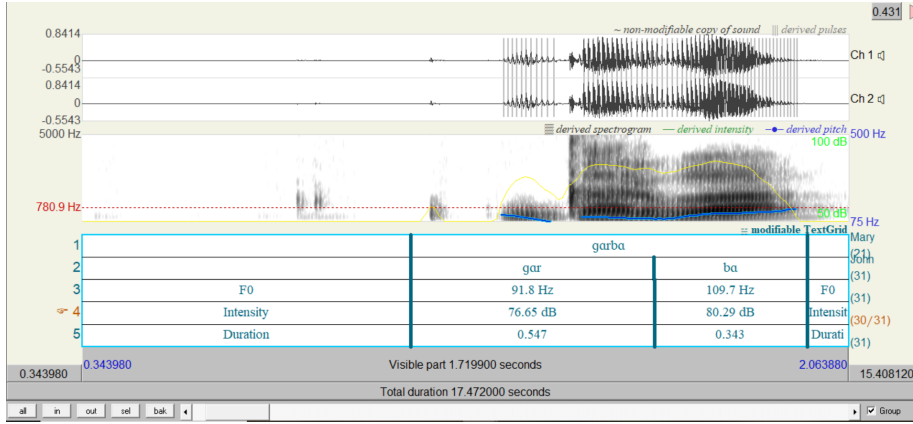 0.431
~ non-modifiable copy of sound ||| derived pulses
0.8414
0
-0.5543
Ch 1
0.8414
0
-0.5543
Ch 2
derived spectrogram — derived intensity derived pitch
5000 Hz 500 Hz
100 dB
780.9 Hz
50 dB
75 Hz
modifiable TextGrid
1 garba Mary (21)
2 gar ba John (31)
3 F0 91.8 Hz 109.7 Hz F0 (31)
4 Intensity 76.65 dB 80.29 dB Intensit (30/31)
5 Duration 0.547 0.343 Durati (31)
0.343980 2.063880
0.343980 Visible part 1.719900 seconds 15.408120
Total duration 17.472000 seconds
all in out sel bak Group